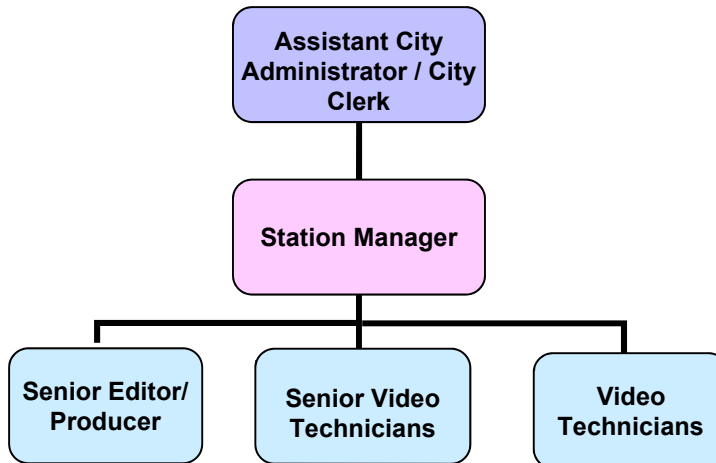 Assistant City
Administrator / City
Clerk
Station Manager
Senior Editor/
Producer
Senior Video
Technicians
Video
Technicians